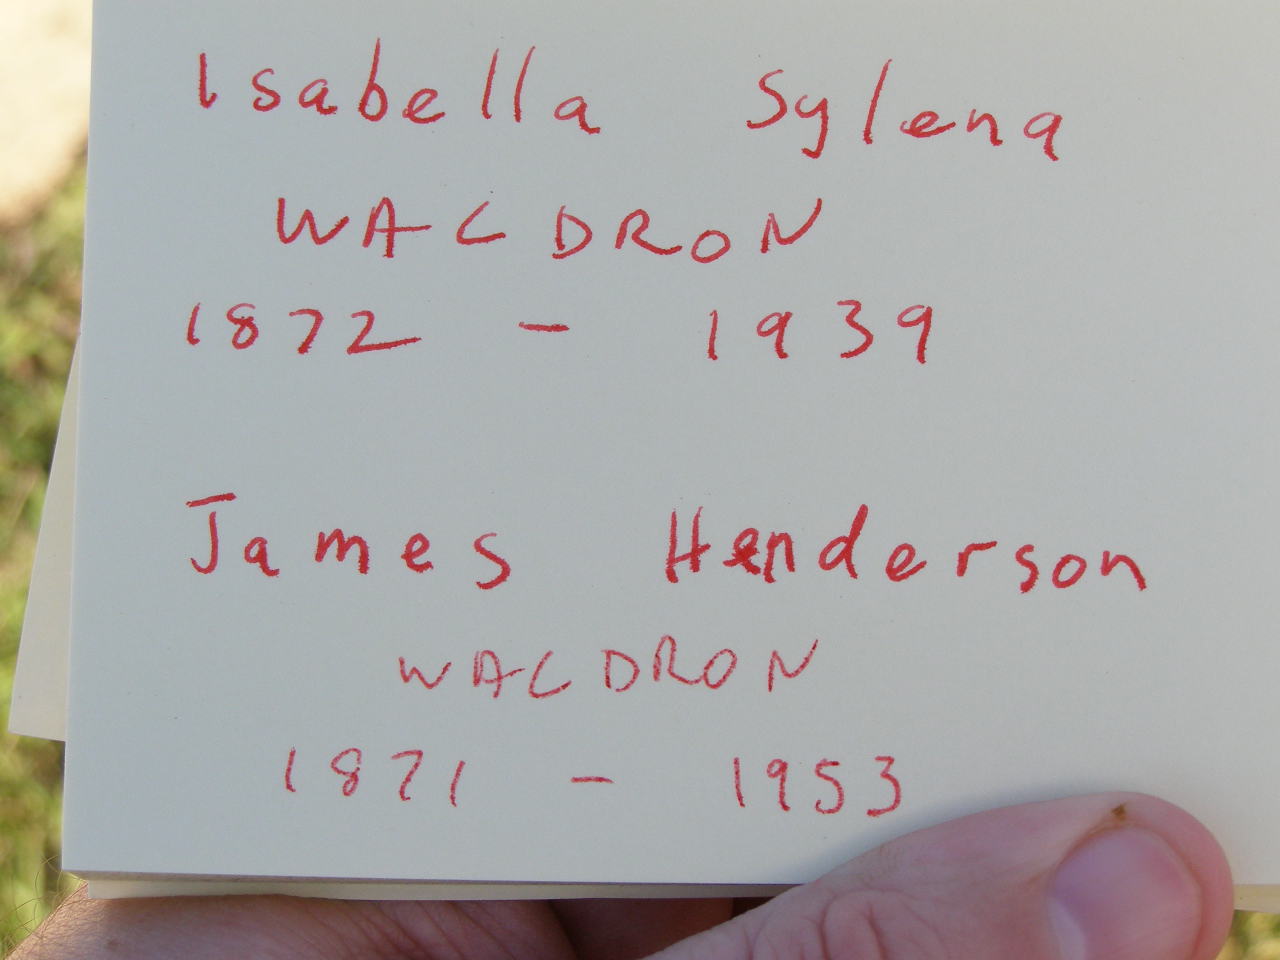 Isabella Sylena
WALDRON
1872 - 1939
James Henderson
WALDRON
1871 - 1953